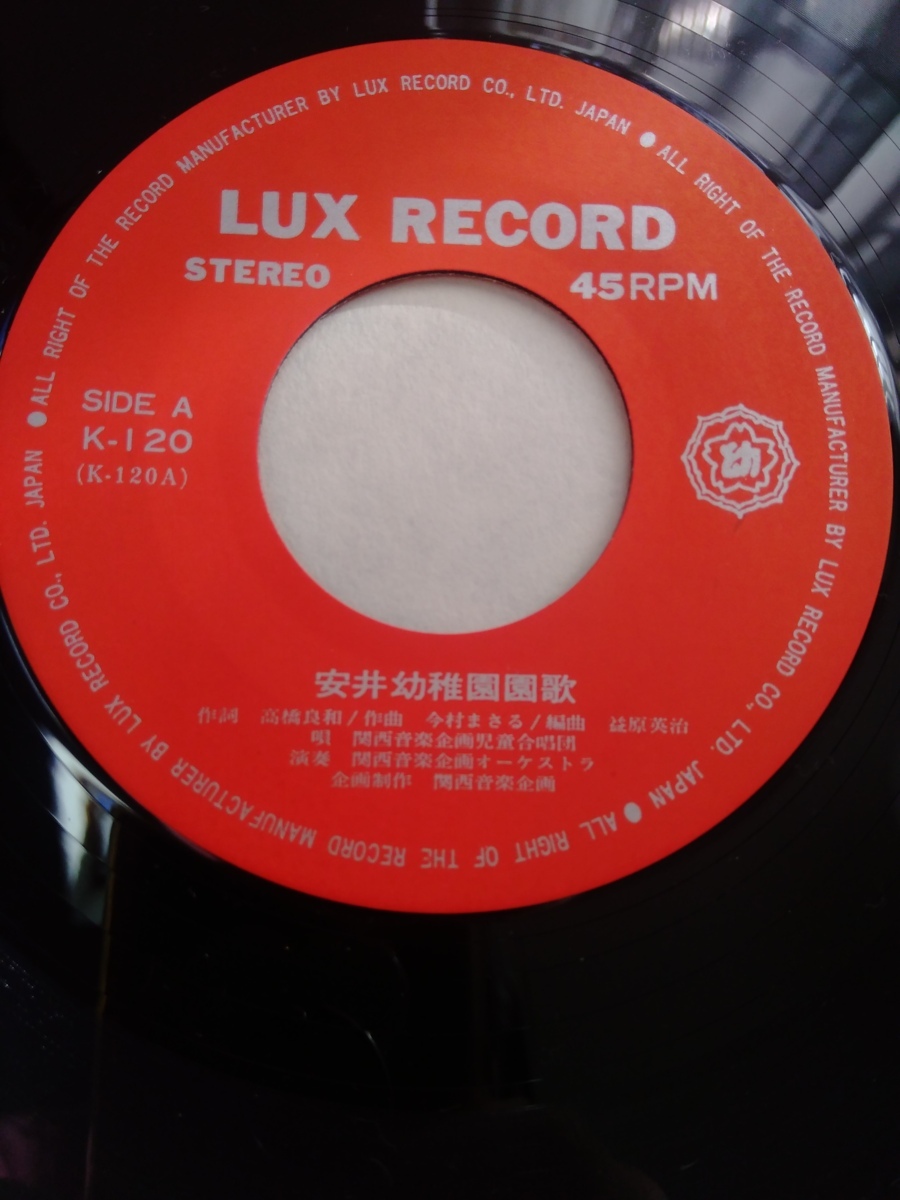 ALL RIGHT OF THE RECORD MANUFACTURER BY LUX RECORD CO., LTD. JAPAN ● ALL RIGHT OF THE RECORD MANUFACTURER BY LUX RECORD CO., LTD. JAPAN ● ALL RIGHT OF THE RECORD MANUFACTURER BY LUX RECORD CO., LTD. JAPAN ●
LUX RECORD
STEREO 45RPM
SIDE A
K-120
(K-120A)
幼
安井幼稚園園歌
作詞 高橋良和/作曲 今村まさる/編曲 益原英治
唄 関西音楽企画児童合唱団
演奏 関西音楽企画オーケストラ
企画制作 関西音楽企画